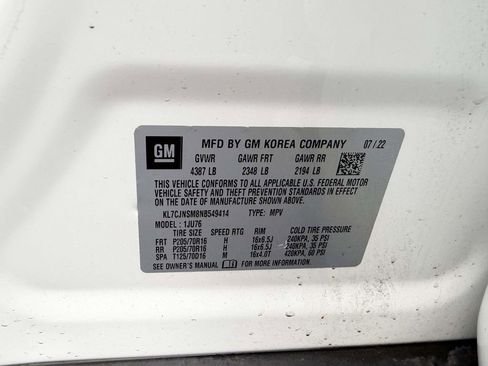 GM
MFD BY GM KOREA COMPANY 07/22
GVWR GAWR FRT GAWR RR
4387 LB 2348 LB 2194 LB
THIS VEHICLE CONFORMS TO ALL APPLICABLE U.S. FEDERAL MOTOR
VEHICLE SAFETY, BUMPER, AND THEFT PREVENTION STANDARDS IN EFFECT
ON THE DATE OF MANUFACTURE SHOWN ABOVE.
KL7CJNSM8NB549414 TYPE: MPV
MODEL: 1JU76
TIRE SIZE SPEED RTG RIM COLD TIRE PRESSURE
FRT P205/70R16 H 16x6.5J 240KPA, 35 PSI
RR P205/70R16 H 16x6.5J 240KPA, 35 PSI
SPA T125/70D16 M 16x4.0T 420KPA, 60 PSI
SEE OWNER'S MANUAL FOR MORE INFORMATION.